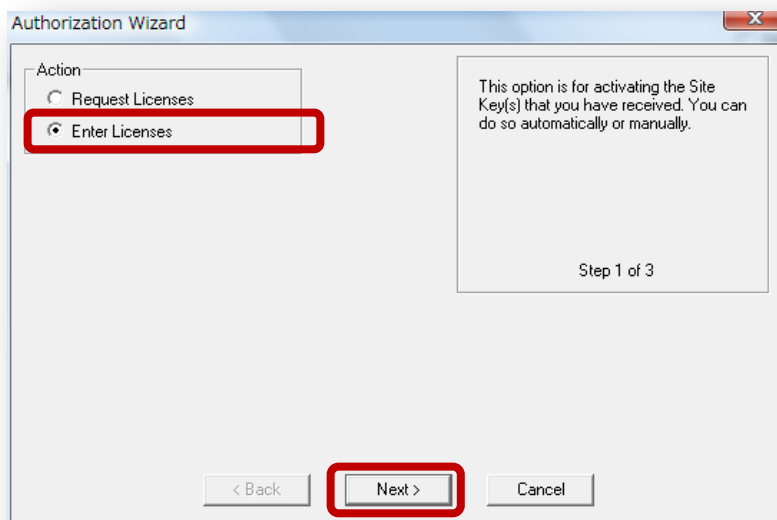 Authorization Wizard
Action
Request Licenses
Enter Licenses
This option is for activating the Site
Key(s) that you have received. You can
do so automatically or manually.
Step 1 of 3
< Back
Next >
Cancel